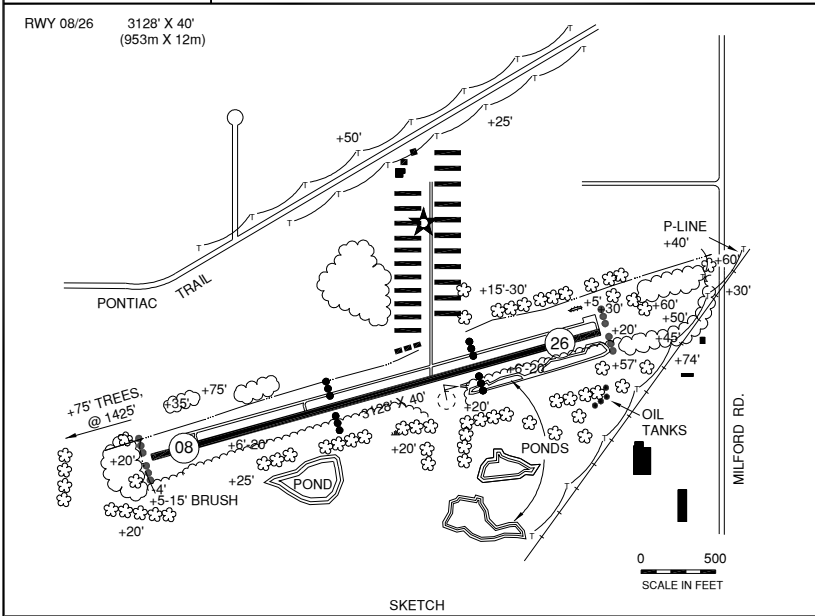 RWY 08/26 3128' X 40'
(953m X 12m)
+50'
+25'
P-LINE
+40'
+60'
+30'
PONTIAC TRAIL
+15'-30'
+5'
30'
+60'
+50'
+45'
+20'
26
+74'
+57'
+6'-20'
+75' TREES,
@ 1425'
+75'
+35'
3128' X 40'
+20'
OIL
TANKS
MILFORD RD.
08
+6'-20'
+20'
+20'
PONDS
+25'
POND
4'
+5-15' BRUSH
+20'
0 500
SCALE IN FEET
SKETCH